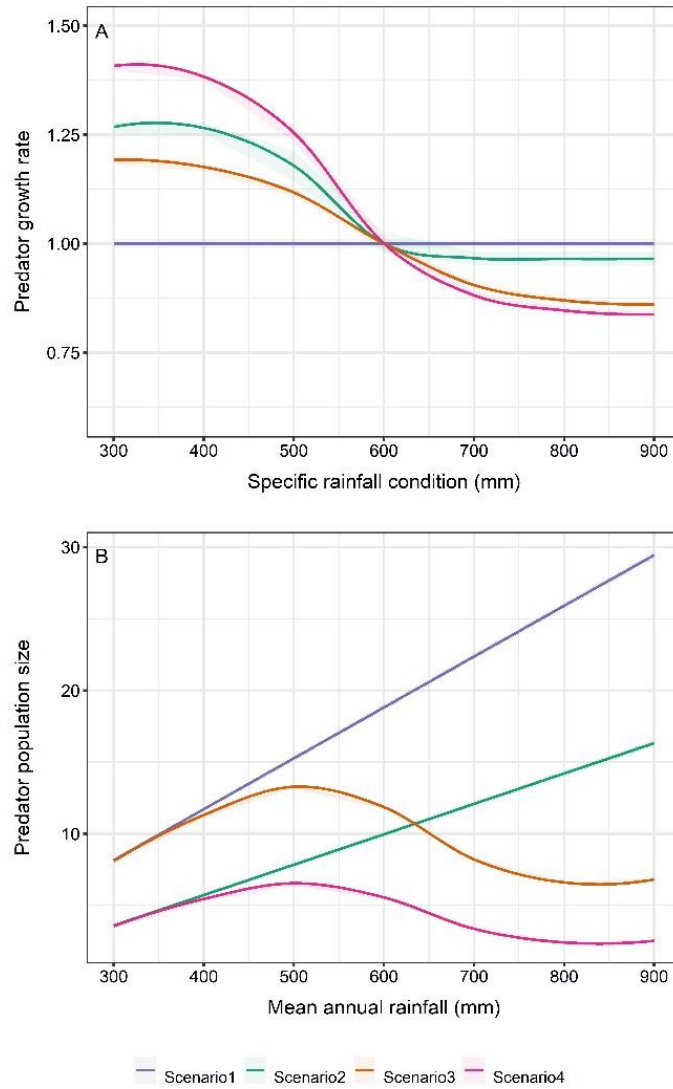 A
1.50
1.25
1.00
0.75
Predator growth rate
300 400 500 600 700 800 900
Specific rainfall condition (mm)
B
30
20
10
Predator population size
300 400 500 600 700 800 900
Mean annual rainfall (mm)
Scenario1 Scenario2 Scenario3 Scenario4